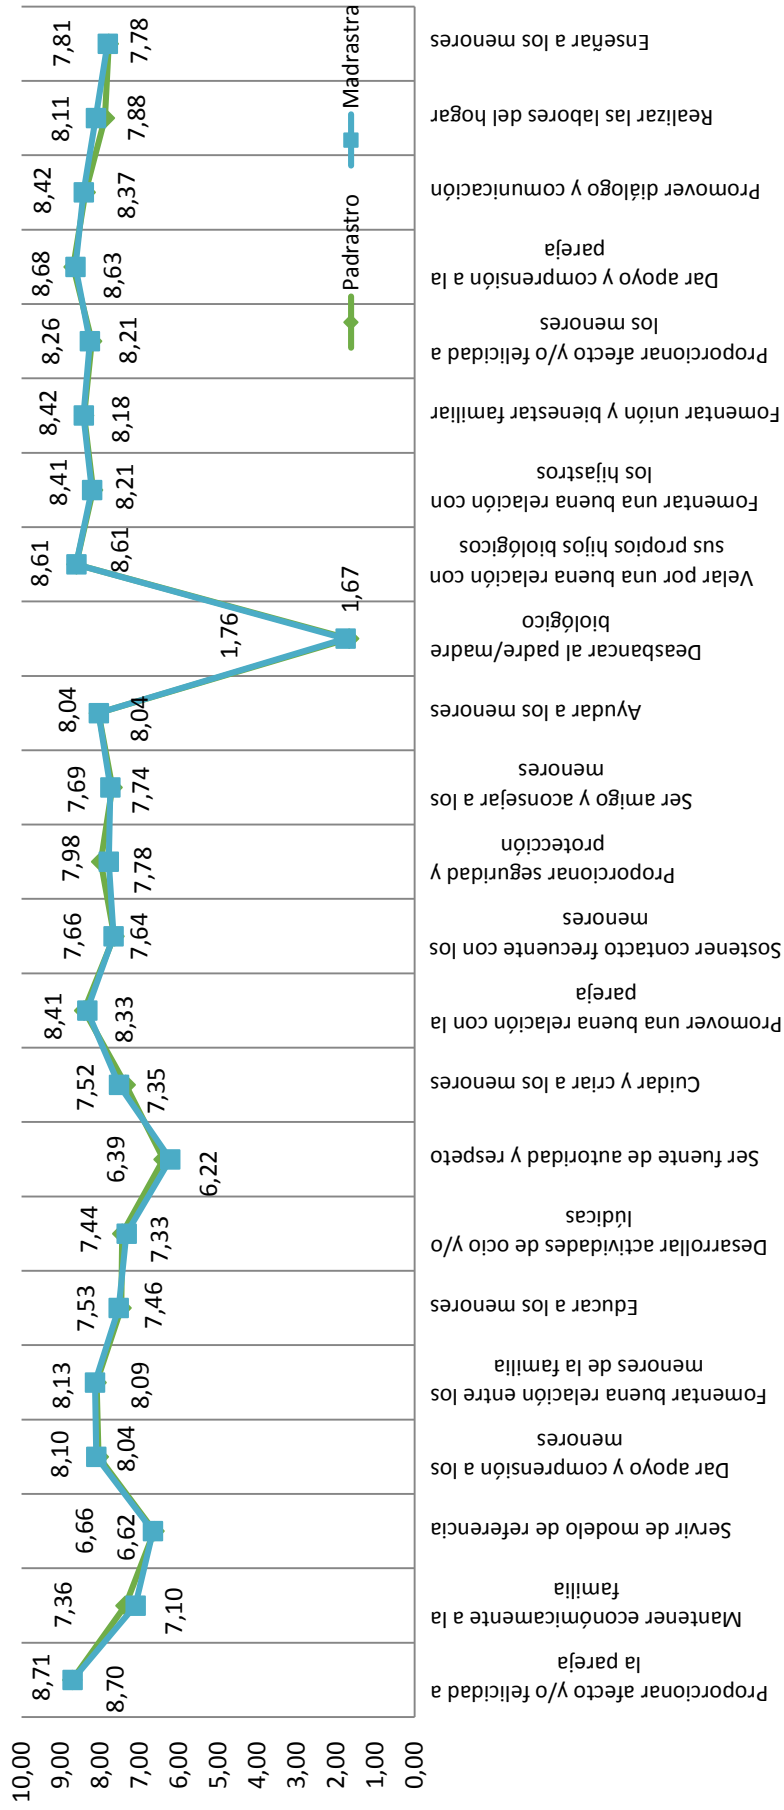 10,00
9,00
8,00
7,00
6,00
5,00
4,00
3,00
2,00
1,00
0,00
8,71
8,70
7,36
7,10
6,66
6,62
8,10
8,04
8,13
8,09
7,53
7,46
7,44
7,33
6,39
6,22
7,52
7,35
8,41
8,33
7,66
7,64
7,98
7,78
7,69
7,74
8,04
8,04
1,76
1,67
8,61
8,61
8,41
8,21
8,42
8,18
8,26
8,21
8,68
8,63
8,42
8,37
8,11
7,88
7,81
7,78
Padrastro
Madrastra
Proporcionar afecto y/o felicidad a
la pareja
Mantener económicamente a la
familia
Servir de modelo de referencia
Dar apoyo y comprensión a los
menores
Fomentar buena relación entre los
menores de la familia
Educar a los menores
Desarrollar actividades de ocio y/o
lúdicas
Ser fuente de autoridad y respeto
Cuidar y criar a los menores
Promover una buena relación con la
pareja
Sostener contacto frecuente con los
menores
Proporcionar seguridad y
protección
Ser amigo y aconsejar a los
menores
Ayudar a los menores
Deasbancar al padre/madre
biológico
Velar por una buena relación con
sus propios hijos biológicos
Fomentar una buena relación con
los hijastros
Fomentar unión y bienestar familiar
Proporcionar afecto y/o felicidad a
los menores
Dar apoyo y comprensión a la
pareja
Promover diálogo y comunicación
Realizar las labores del hogar
Enseñar a los menores